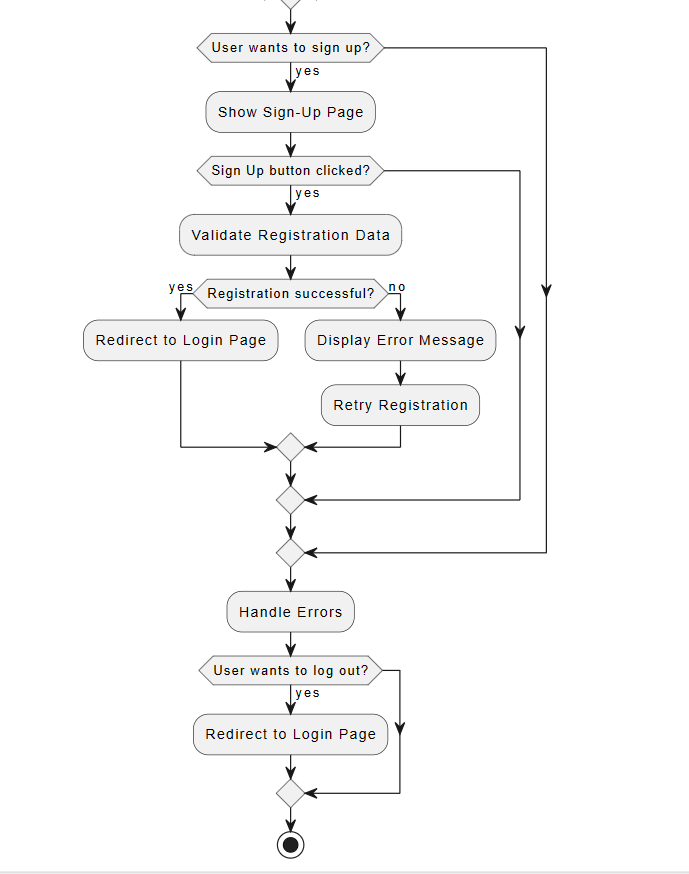 User wants to sign up?
yes
Show Sign-Up Page
Sign Up button clicked?
yes
Validate Registration Data
yes
Registration successful?
no
Redirect to Login Page
Display Error Message
Retry Registration
Handle Errors
User wants to log out?
yes
Redirect to Login Page